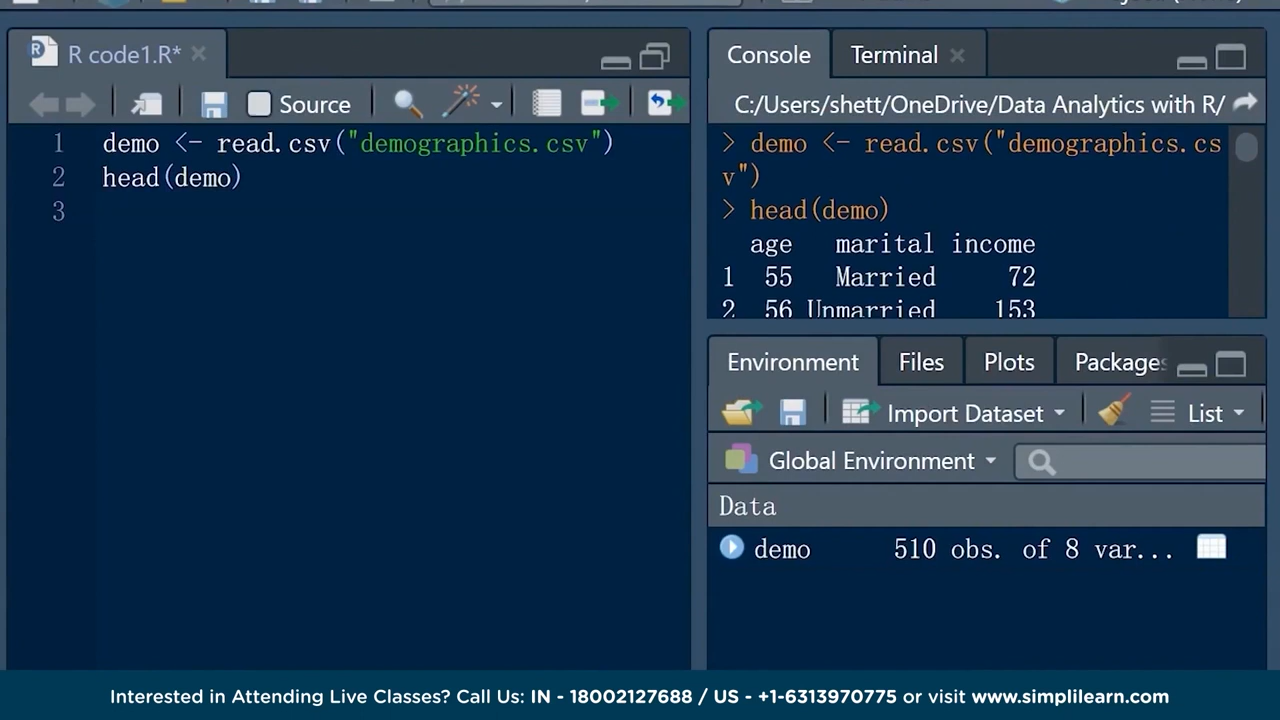 R code1.R*
Source
1 demo <- read.csv("demographics.csv")
2 head(demo)
3
Console Terminal
C:/Users/shett/OneDrive/Data Analytics with R/
> demo <- read.csv("demographics.cs
v")
> head(demo)
age marital income
1 55 Married 72
2 56 Unmarried 153
Environment Files Plots Packages
Import Dataset List
Global Environment
Data
demo 510 obs. of 8 var...
Interested in Attending Live Classes? Call Us: IN - 18002127688 / US - +1-6313970775 or visit www.simplilearn.com